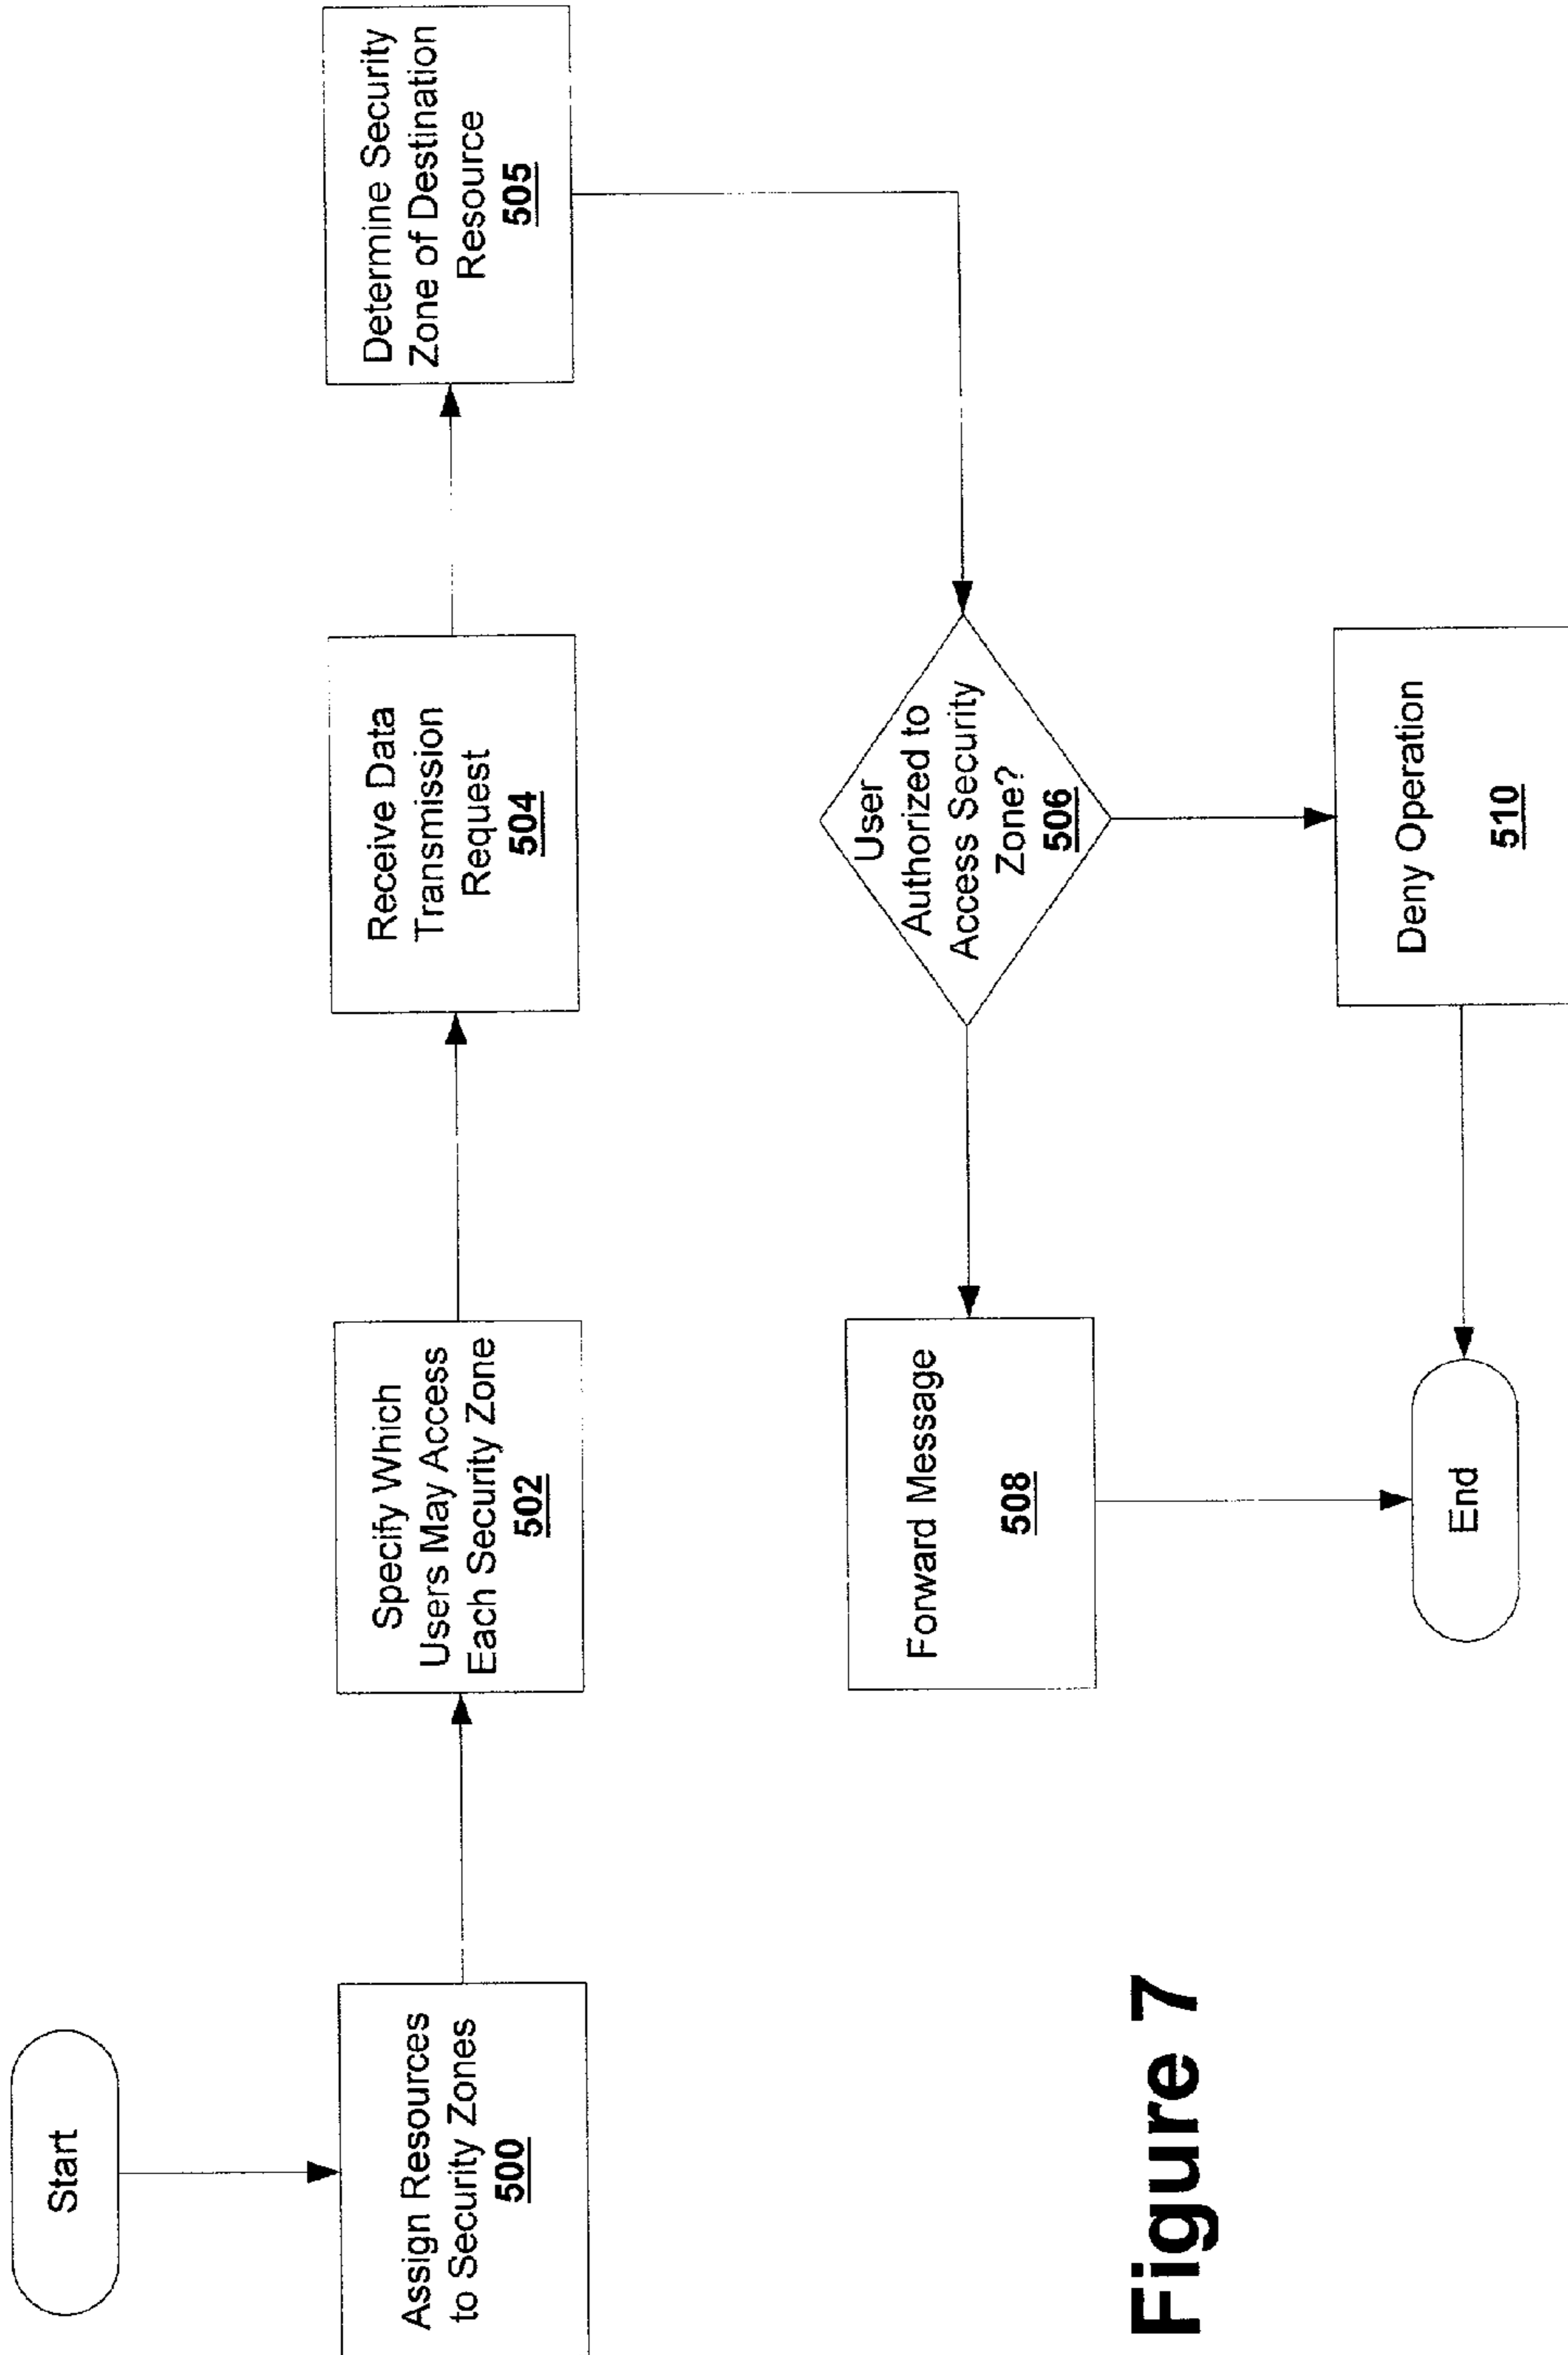 Start
Assign Resources
to Security Zones
500
Specify Which
Users May Access
Each Security Zone
502
Receive Data
Transmission
Request
504
Determine Security
Zone of Destination
Resource
505
User
Authorized to
Access Security
Zone?
506
Forward Message
508
Deny Operation
510
End
Figure 7